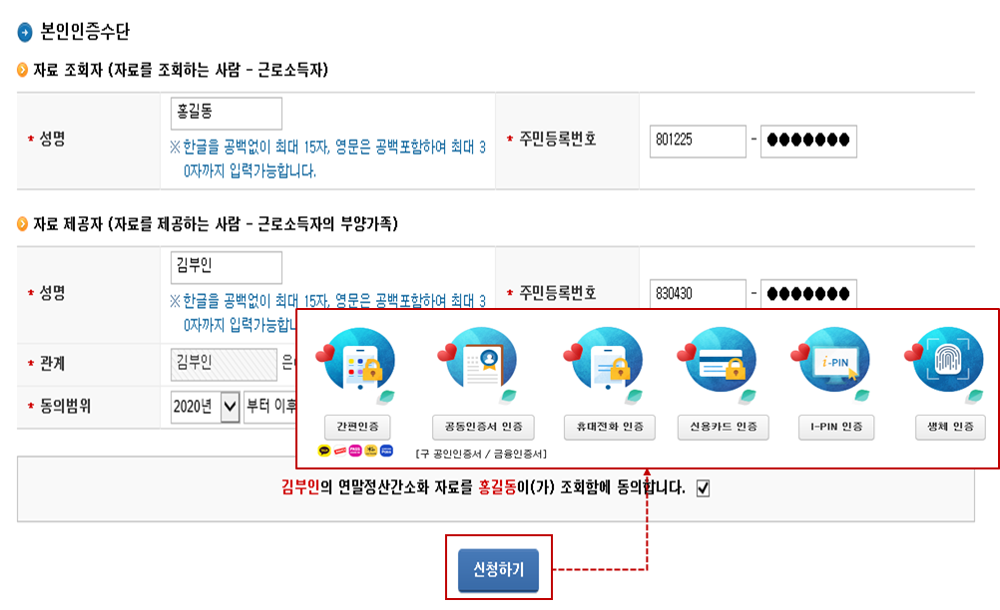 본인인증수단
자료 조회자 (자료를 조회하는 사람 - 근로소득자)
* 성명
홍길동
※ 한글을 공백없이 최대 15자, 영문은 공백포함하여 최대 3
0자까지 입력가능합니다.
* 주민등록번호
801225 - ●●●●●●●
자료 제공자 (자료를 제공하는 사람 - 근로소득자의 부양가족)
* 성명
김부인
※ 한글을 공백없이 최대 15자, 영문은 공백포함하여 최대 3
0자까지 입력가능합니
* 주민등록번호
830430 - ●●●●●●●
* 관계
김부인 은
* 동의범위
2020년 부터 이후
i-PIN
간편인증
공동인증서 인증
휴대전화 인증
신용카드 인증
I-PIN 인증
생체 인증
[구 공인인증서 / 금융인증서]
김부인의 연말정산간소화 자료를 홍길동이(가) 조회함에 동의합니다.
신청하기